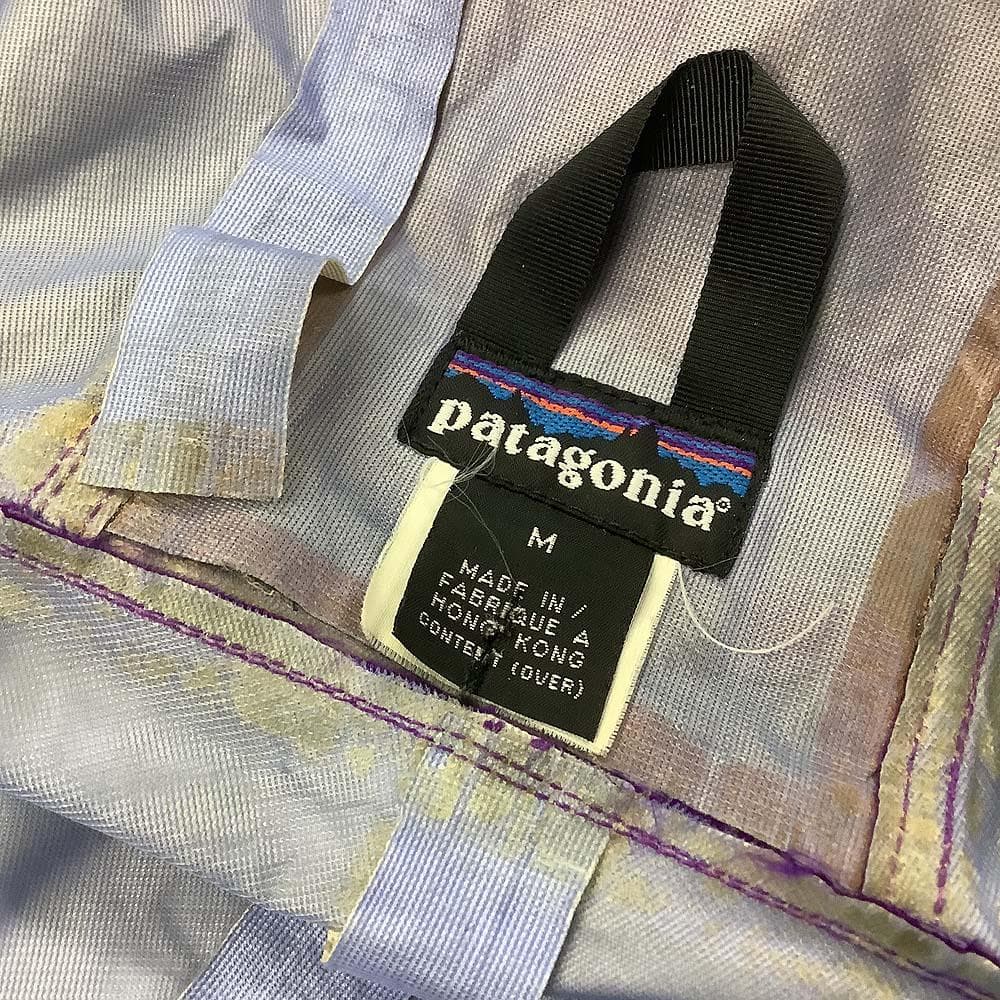 patagonia®
M
MADE IN /
FABRIQUE A
HONG KONG
CONTENT (OVER)